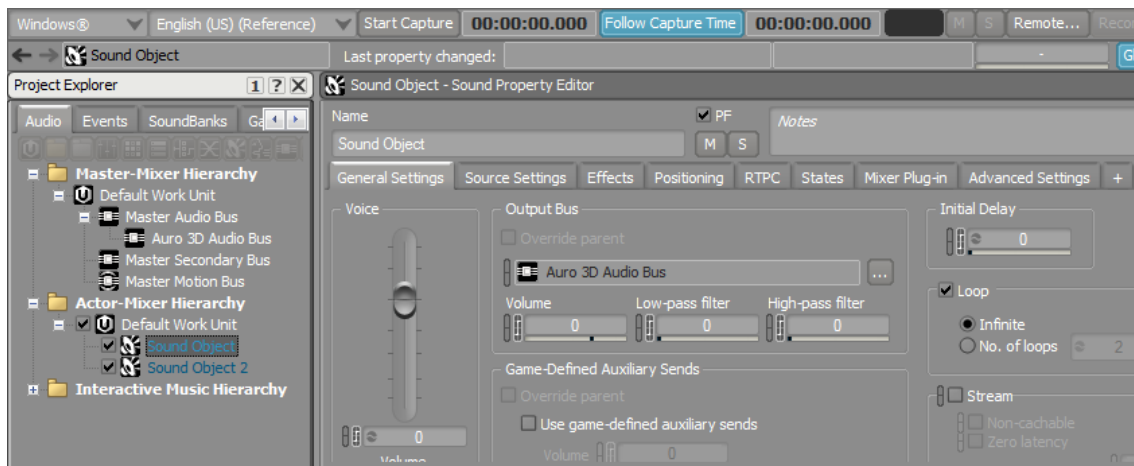 Windows® English (US) (Reference) Start Capture 00:00:00.000 Follow Capture Time 00:00:00.000 M S Remote...
Sound Object Last property changed: -
Project Explorer 1 ? X
Sound Object - Sound Property Editor
Audio Events SoundBanks
Name PF Notes
Sound Object M S
General Settings Source Settings Effects Positioning RTPC States Mixer Plug-in Advanced Settings +
Master-Mixer Hierarchy
Default Work Unit
Master Audio Bus
Auro 3D Audio Bus
Master Secondary Bus
Master Motion Bus
Actor-Mixer Hierarchy
Default Work Unit
Sound Object
Sound Object 2
Interactive Music Hierarchy
Voice
0
Volume
Output Bus
Override parent
Auro 3D Audio Bus ...
Volume Low-pass filter High-pass filter
0 0 0
Game-Defined Auxiliary Sends
Override parent
Use game-defined auxiliary sends
Volume 0
Initial Delay
0
Loop
Infinite
No. of loops 2
Stream
Non-cachable
Zero latency